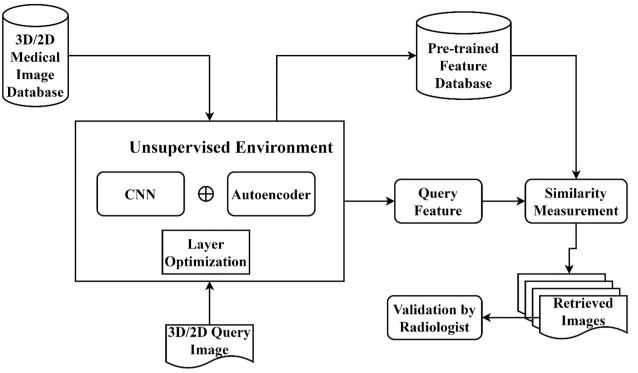 3D/2D
Medical
Image
Database
Pre-trained
Feature
Database
Unsupervised Environment
CNN
Autoencoder
Layer
Optimization
Query
Feature
Similarity
Measurement
3D/2D Query
Image
Validation by
Radiologist
Retrieved
Images